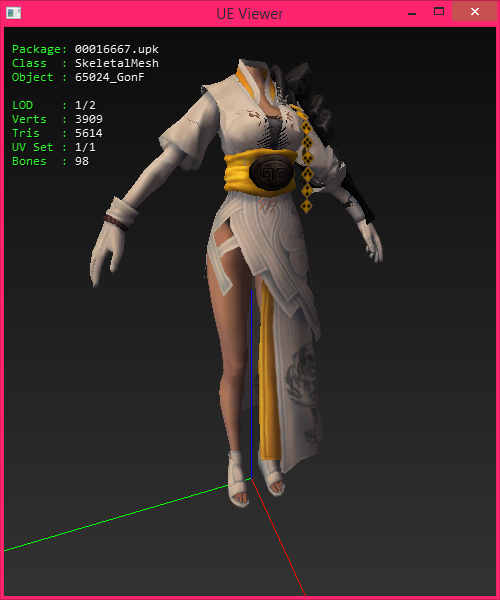 UE Viewer
Package: 00016667.upk
Class  : SkeletalMesh
Object : 65024_GonF
LOD    : 1/2
Verts  : 3909
Tris   : 5614
UV Set : 1/1
Bones  : 98